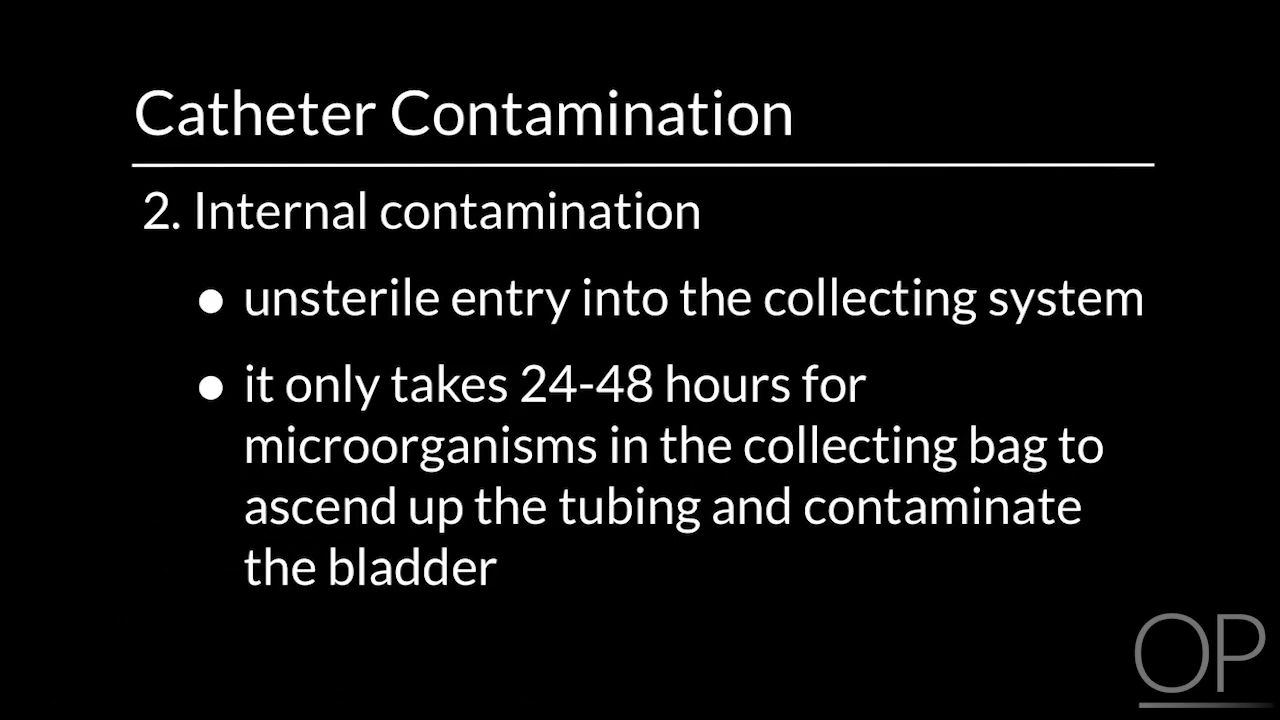 Catheter Contamination
2. Internal contamination
● unsterile entry into the collecting system
● it only takes 24-48 hours for
microorganisms in the collecting bag to
ascend up the tubing and contaminate
the bladder
OP